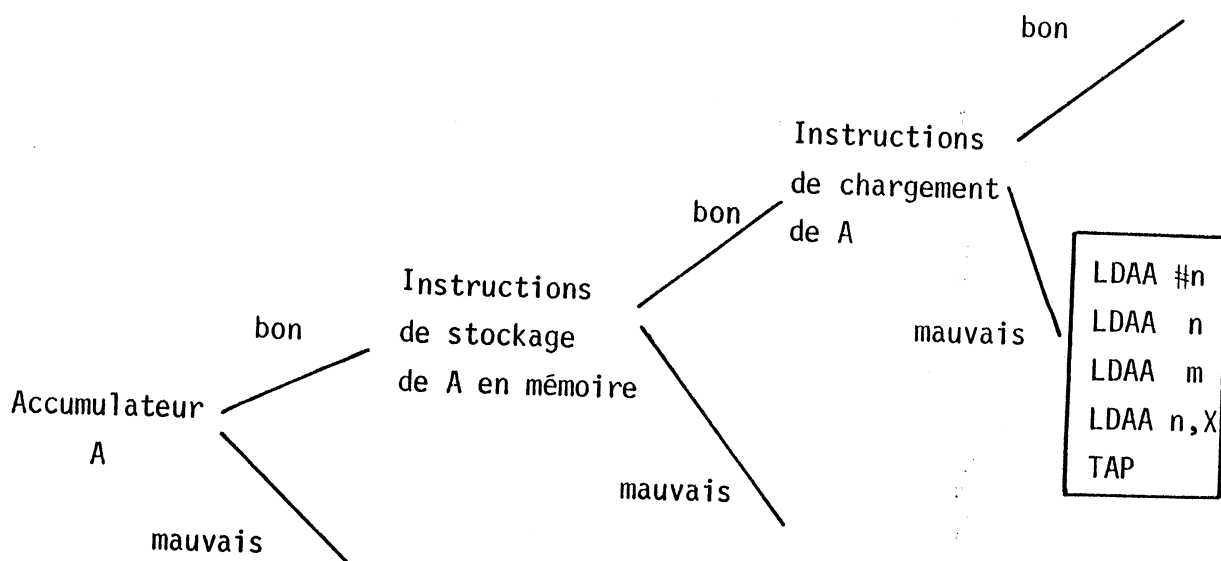 bon
Instructions
de chargement
de A
bon
LDAA #n
LDAA n
LDAA m
LDAA n,X
TAP
mauvais
Instructions
de stockage
de A en mémoire
bon
Accumulateur
A
mauvais
mauvais